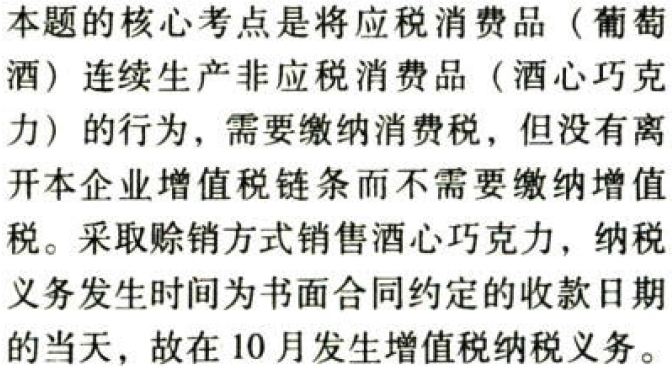 本题的核心考点是将应税消费品（葡萄
酒）连续生产非应税消费品（酒心巧克
力）的行为，需要缴纳消费税，但没有离
开本企业增值税链条而不需要缴纳增值
税。采取赊销方式销售酒心巧克力，纳税
义务发生时间为书面合同约定的收款日期
的当天，故在10月发生增值税纳税义务。